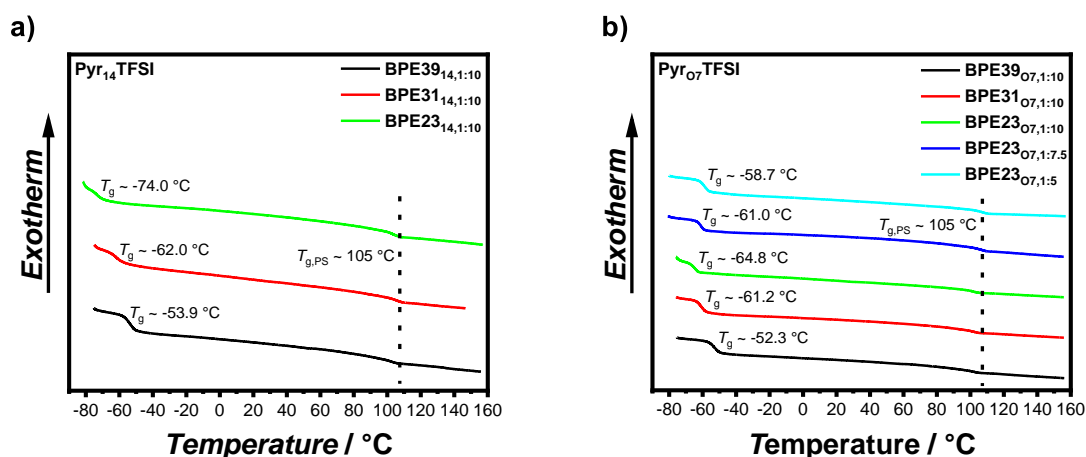 a)
Pyr₁₄TFSI
BPE39₁₄,₁:₁₀
BPE31₁₄,₁:₁₀
BPE23₁₄,₁:₁₀
Tg ~ -74.0 °C
Tg ~ -62.0 °C
Tg,PS ~ 105 °C
Tg ~ -53.9 °C
Exotherm
-80 -60 -40 -20 0 20 40 60 80 100 120 140 160
Temperature / °C
b)
PyrO7TFSI
BPE39O7,1:10
BPE31O7,1:10
BPE23O7,1:10
BPE23O7,1:7.5
BPE23O7,1:5
Tg ~ -58.7 °C
Tg ~ -61.0 °C
Tg,PS ~ 105 °C
Tg ~ -64.8 °C
Tg ~ -61.2 °C
Tg ~ -52.3 °C
Exotherm
-80 -60 -40 -20 0 20 40 60 80 100 120 140 160
Temperature / °C